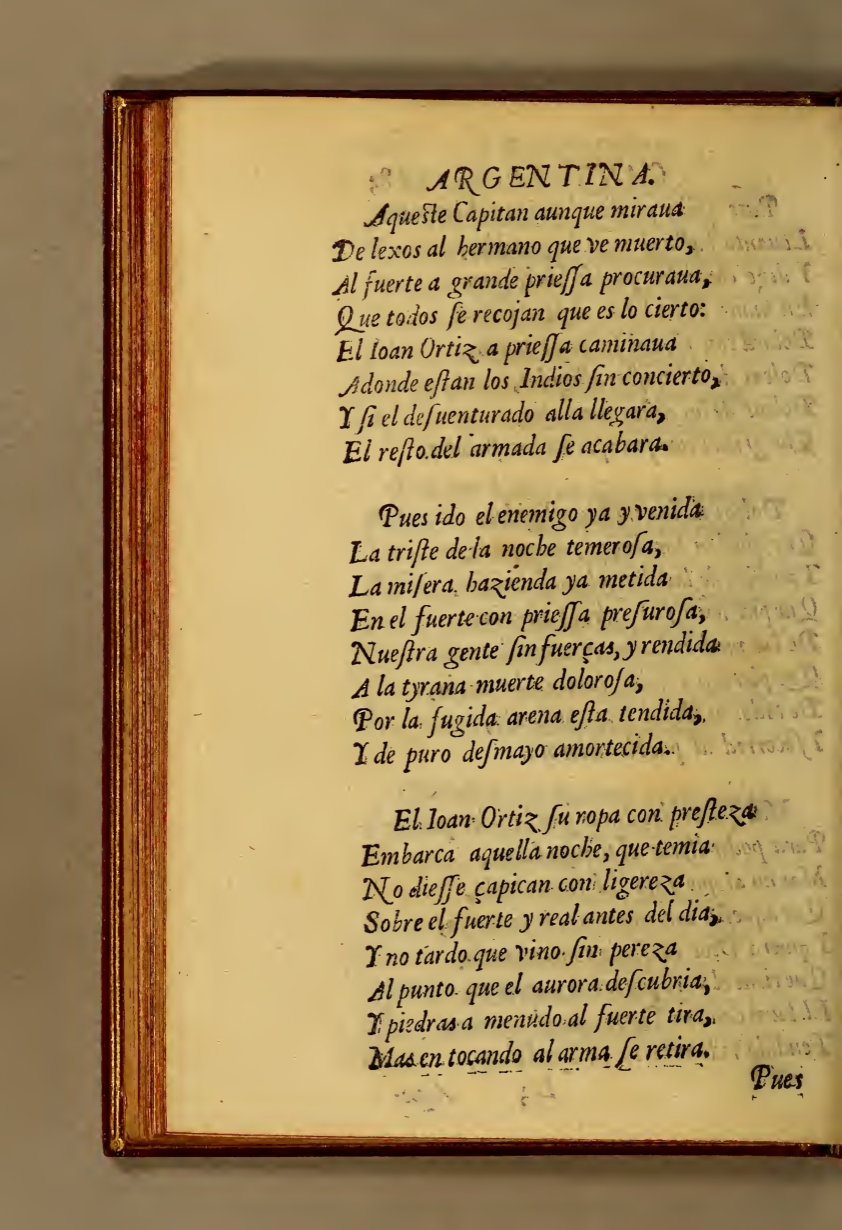 ARGENTINA.
Aqueſte Capitan aunque miraua
De lexos al hermano que ve muerto,
Al fuerte a grande prieſſa procuraua,
Que todos ſe recojan que es lo cierto:
El Ioan Ortiz a prieſſa caminaua
Adonde eſtan los Indios ſin concierto,
Y ſi el deſuenturado alla llegara,
El reſto del armada ſe acabara.
Pues ido el enemigo ya y venida
La triſte de la noche temeroſa,
La miſera hazienda ya metida
En el fuerte con prieſſa preſuroſa,
Nueſtra gente ſin fuerças, y rendida
A la tyrana muerte doloroſa,
Por la ſugida arena eſta tendida,
Y de puro deſmayo amortecida.
El Ioan Ortiz ſu ropa con preſteza
Embarca aquella noche, que temia
No dieſſe çapican con ligereza
Sobre el fuerte y real antes del dia,
Y no tardo que vino ſin pereza
Al punto que el aurora deſcubria,
Y piedras a menudo al fuerte tira,
Mas en tocando al arma ſe retira.
Pues